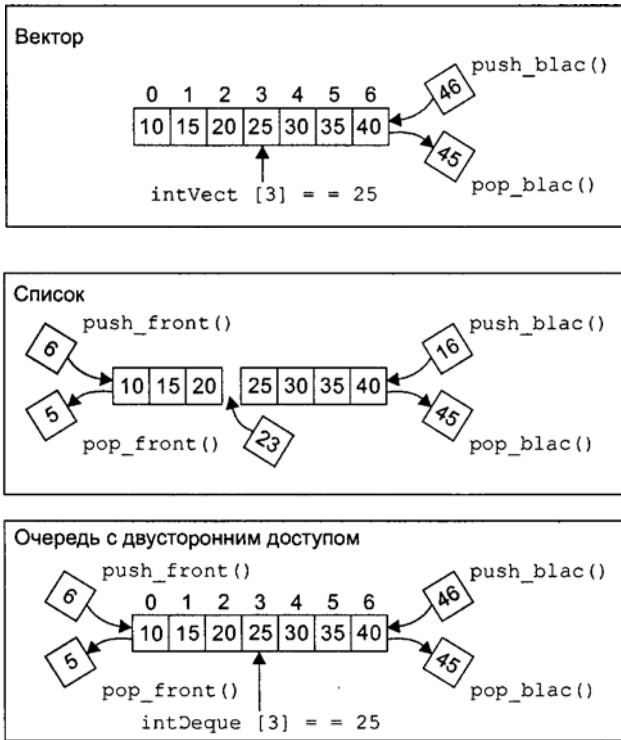 Вектор
push_blac()
0 1 2 3 4 5 6
46
10 15 20 25 30 35 40
45
pop_blac()
intVect [3] = = 25
Список
push_front()
push_blac()
6
16
10 15 20 25 30 35 40
5
23
45
pop_front()
pop_blac()
Очередь с двусторонним доступом
push_front()
push_blac()
6
0 1 2 3 4 5 6
46
10 15 20 25 30 35 40
5
45
pop_front()
pop_blac()
intDeque [3] = = 25